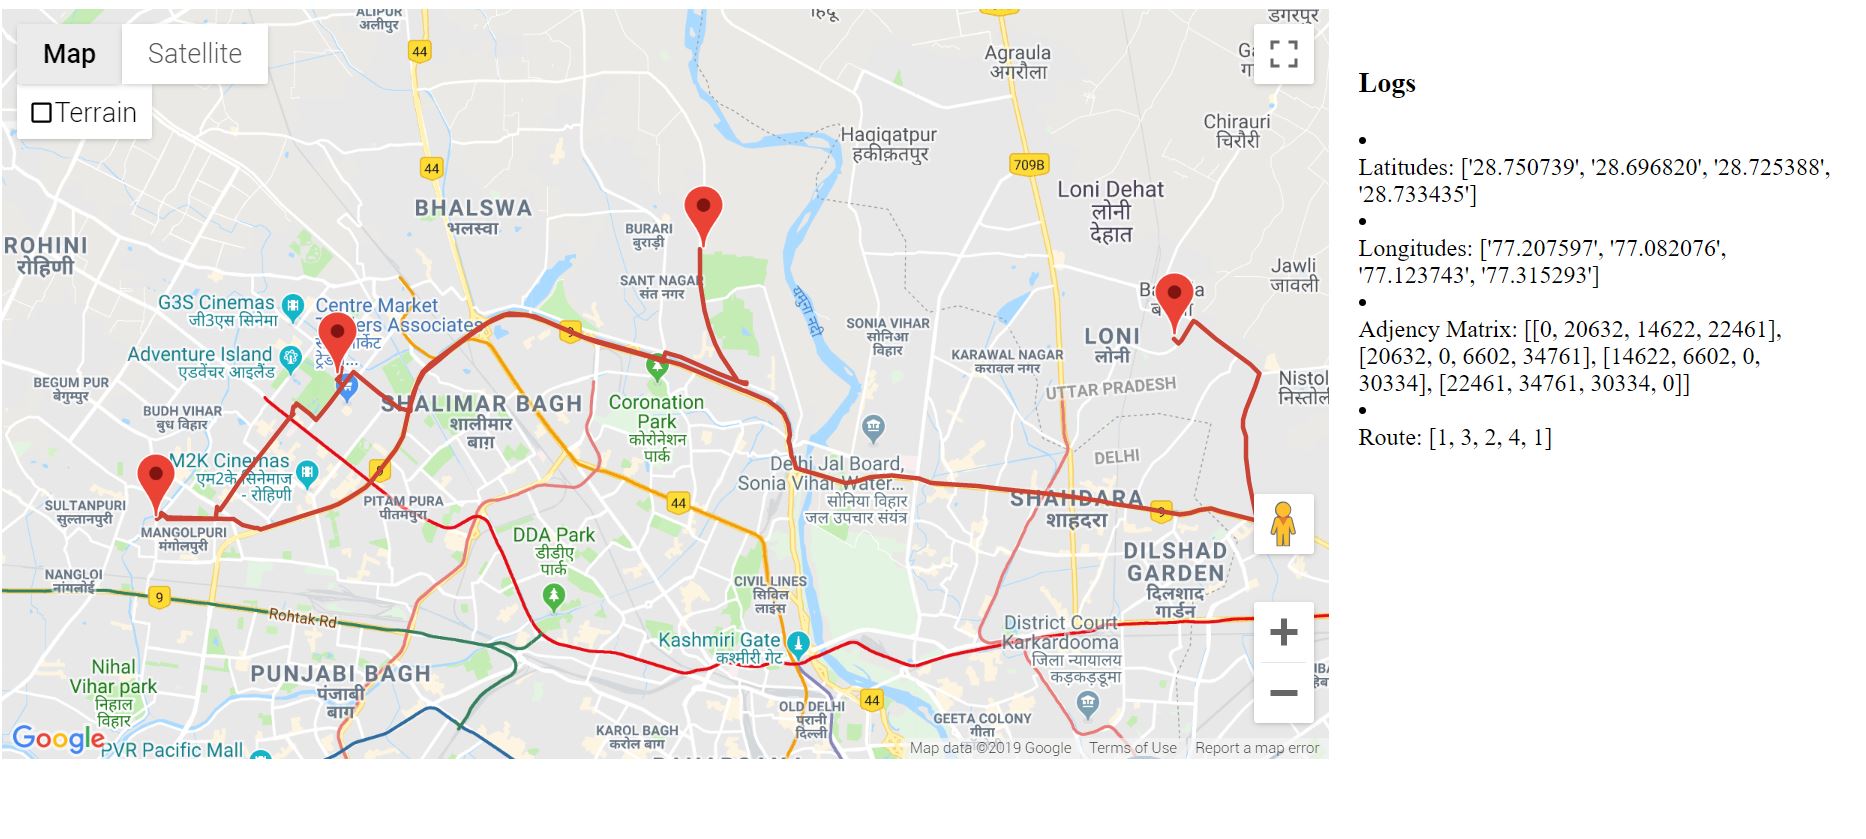 ALIPUR
अलीपुर
44
Map
Satellite
Terrain
Agraula
अगरौला
Haqiqatpur
हकीक़तपुर
Chirauri
चिरौरी
44
709B
BHALSWA
भलस्वा
BURARI
बुराड़ी
Loni Dehat
लोनी
देहात
ROHINI
रोहिणी
SANT NAGAR
संत नगर
यमुना नदी
Jawli
जावली
G3S Cinemas
जी3एस सिनेमा
Centre Market
Associates
SONIA VIHAR
सोनिआ
विहार
LONI
लोनी
Adventure Island
एडवेंचर आइलैंड
KARAWAL NAGAR
करावल नगर
9
BEGUM PUR
बेगुम्पुर
UTTAR PRADESH
BUDH VIHAR
बुध विहार
SHALIMAR BAGH
शालीमार
बाग़
Coronation
Park
कोरोनेशन
पार्क
DELHI
M2K Cinemas
एम2के सिनेमाज
- रोहिणी
9
Delhi Jal Board,
Sonia Vihar Water...
सोनिया विहार
जल उपचार संयंत्र
SULTANPURI
सुल्तानपुरी
PITAM PURA
पीतमपुरा
44
SHAHDARA
शाहदरा
9
MANGOLPURI
मंगोलपुरी
DDA Park
डीडीए
पार्क
DILSHAD
GARDEN
दिलशाद
गार्डन
NANGLOI
नांगलोई
9
CIVIL LINES
सिविल
लाइंस
Rohtak Rd
Kashmiri Gate
कश्मीरी गेट
District Court
Karkardooma
जिला न्यायालय
कड़कड़डूमा
Nihal
Vihar park
निहाल
विहार
PUNJABI BAGH
पंजाबी
बाग
44
OLD DELHI
पुरानी
दिल्ली
GEETA COLONY
गीता
KAROL BAGH
करोल बाग
Google
PVR Pacific Mall
Map data ©2019 Google
Terms of Use
Report a map error
Logs
Latitudes: ['28.750739', '28.696820', '28.725388',
'28.733435']
Longitudes: ['77.207597', '77.082076',
'77.123743', '77.315293']
Adjency Matrix: [[0, 20632, 14622, 22461],
[20632, 0, 6602, 34761], [14622, 6602, 0,
30334], [22461, 34761, 30334, 0]]
Route: [1, 3, 2, 4, 1]